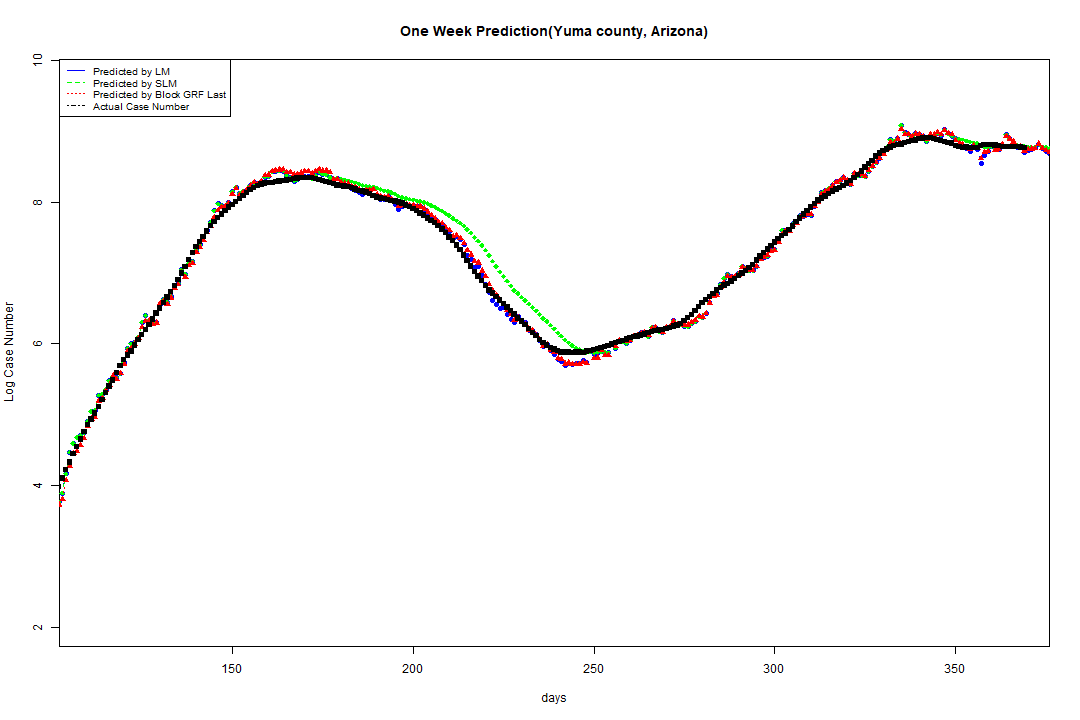 One Week Prediction(Yuma county, Arizona)
Predicted by LM
Predicted by SLM
Predicted by Block GRF Last
Actual Case Number
10
8
6
4
2
Log Case Number
150 200 250 300 350
days